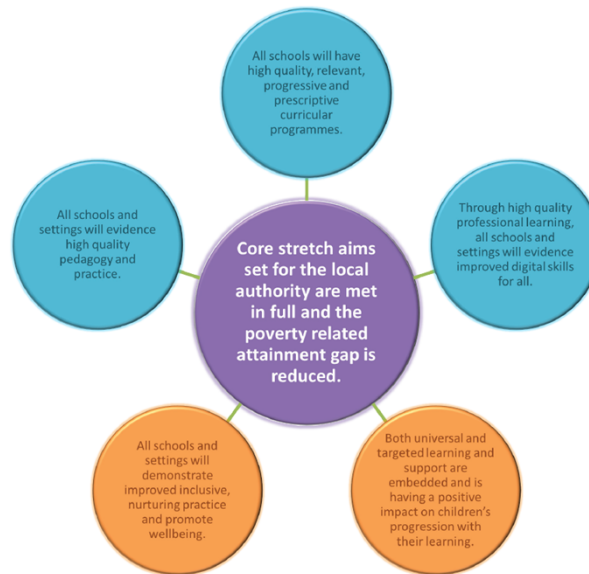 All schools will have
high quality, relevant,
progressive and
prescriptive
curricular
programmes.
All schools and
settings will evidence
high quality
pedagogy and
practice.
Through high quality
professional learning,
all schools and
settings will evidence
improved digital skills
for all.
Core stretch aims
set for the local
authority are met
in full and the
poverty related
attainment gap is
reduced.
All schools and
settings will
demonstrate
improved inclusive,
nurturing practice
and promote
wellbeing.
Both universal and
targeted learning and
support are
embedded and is
having a positive
impact on children's
progression with
their learning.